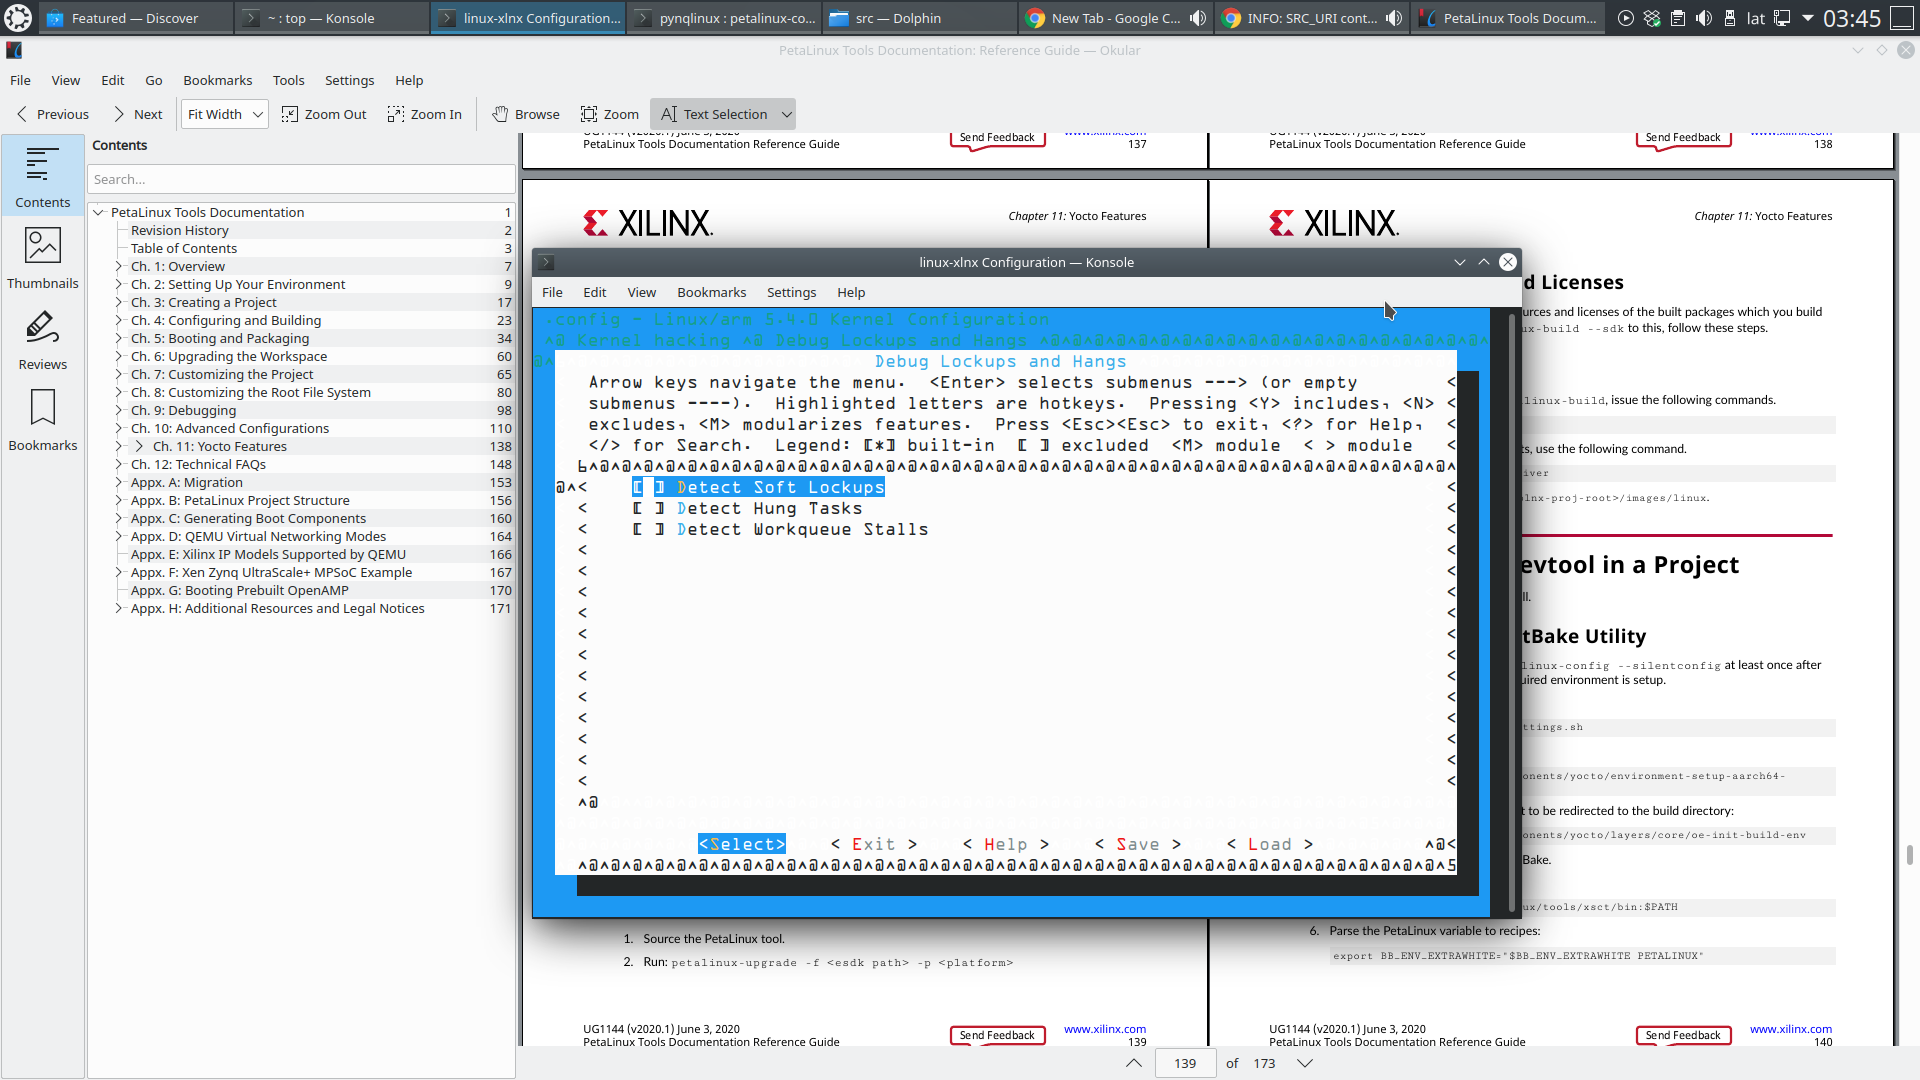 Featured — Discover
~ : top — Konsole
linux-xlnx Configuration...
pynqlinux : petalinux-co...
src — Dolphin
New Tab - Google C...
INFO: SRC_URI cont...
PetaLinux Tools Docum...
lat
03:45
PetaLinux Tools Documentation: Reference Guide — Okular
File View Edit Go Bookmarks Tools Settings Help
Previous Next Fit Width Zoom Out Zoom In Browse Zoom Text Selection
Contents
Thumbnails
Reviews
Bookmarks
Contents
Search...
PetaLinux Tools Documentation 1
Revision History 2
Table of Contents 3
Ch. 1: Overview 7
Ch. 2: Setting Up Your Environment 9
Ch. 3: Creating a Project 17
Ch. 4: Configuring and Building 23
Ch. 5: Booting and Packaging 34
Ch. 6: Upgrading the Workspace 60
Ch. 7: Customizing the Project 65
Ch. 8: Customizing the Root File System 80
Ch. 9: Debugging 98
Ch. 10: Advanced Configurations 110
Ch. 11: Yocto Features 138
Ch. 12: Technical FAQs 148
Appx. A: Migration 153
Appx. B: PetaLinux Project Structure 156
Appx. C: Generating Boot Components 160
Appx. D: QEMU Virtual Networking Modes 164
Appx. E: Xilinx IP Models Supported by QEMU 166
Appx. F: Xen Zynq UltraScale+ MPSoC Example 167
Appx. G: Booting Prebuilt OpenAMP 170
Appx. H: Additional Resources and Legal Notices 171
PetaLinux Tools Documentation Reference Guide
Send Feedback
137
PetaLinux Tools Documentation Reference Guide
Send Feedback
138
XILINX.
Chapter 11: Yocto Features
XILINX.
Chapter 11: Yocto Features
linux-xlnx Configuration — Konsole
File Edit View Bookmarks Settings Help
.config - Linux/arm 5.4.0 Kernel Configuration
^@ Kernel hacking ^@ Debug Lockups and Hangs ^@^@^@^@^@^@^@^@^@^@^@^@^@^@^@^@^@^@^@^@^
@^
Debug Lockups and Hangs
Arrow keys navigate the menu.  <Enter> selects submenus ---> (or empty <
submenus ----).  Highlighted letters are hotkeys.  Pressing <Y> includes, <N> <
excludes, <M> modularizes features.  Press <Esc><Esc> to exit, <?> for Help, <
</> for Search.  Legend: [*] built-in  [ ] excluded  <M> module  < > module <
6^@^@^@^@^@^@^@^@^@^@^@^@^@^@^@^@^@^@^@^@^@^@^@^@^@^@^@^@^@^@^@^@^@^@^@^@^@^@^@^
@^< [ ] Detect Soft Lockups <
< [ ] Detect Hung Tasks <
< [ ] Detect Workqueue Stalls <
< <
< <
< <
< <
< <
< <
< <
< <
< <
< <
< <
< <
^@
<Select> < Exit > < Help > < Save > < Load > ^@<
^@^@^@^@^@^@^@^@^@^@^@^@^@^@^@^@^@^@^@^@^@^@^@^@^@^@^@^@^@^@^@^@^@^@^@^@^@^@^@^5
d Licenses
urces and licenses of the built packages which you build
ux-build --sdk to this, follow these steps.
linux-build, issue the following commands.
ts, use the following command.
iver
plnx-proj-root>/images/linux.
evtool in a Project
ll.
tBake Utility
linux-config --silentconfig at least once after
uired environment is setup.
ttings.sh
onents/yocto/environment-setup-aarch64-
t to be redirected to the build directory:
onents/yocto/layers/core/oe-init-build-env
Bake.
ux/tools/xsct/bin:$PATH
6. Parse the PetaLinux variable to recipes:
export BB_ENV_EXTRAWHITE="$BB_ENV_EXTRAWHITE PETALINUX"
1. Source the PetaLinux tool.
2. Run: petalinux-upgrade -f <esdk path> -p <platform>
UG1144 (v2020.1) June 3, 2020
PetaLinux Tools Documentation Reference Guide
Send Feedback
www.xilinx.com
139
UG1144 (v2020.1) June 3, 2020
PetaLinux Tools Documentation Reference Guide
Send Feedback
www.xilinx.com
140
139 of 173